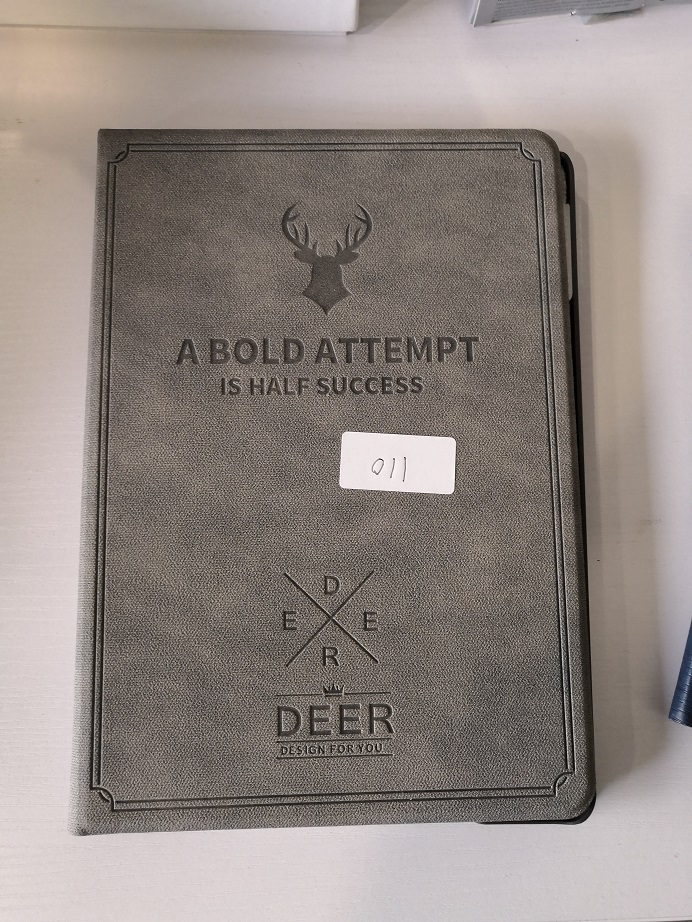 A BOLD ATTEMPT
IS HALF SUCCESS
011
D
E E
R
DEER
DESIGN FOR YOU